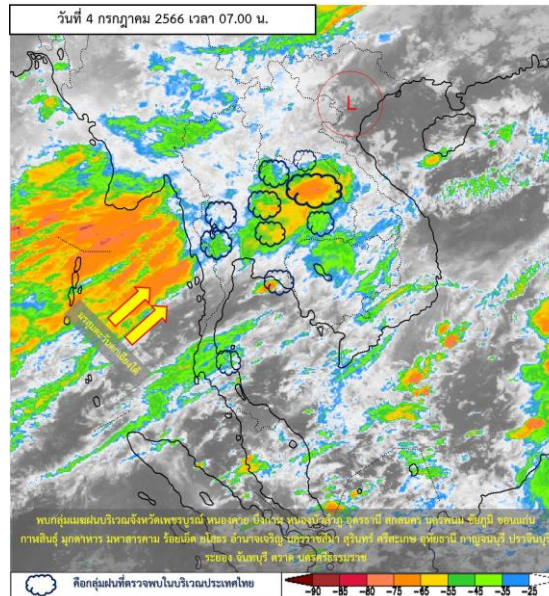 วันที่ 4 กรกฎาคม 2566 เวลา 07.00 น.
L
มรสุมตะวันตกเฉียงใต้
พบกลุ่มเมฆฝนบริเวณจังหวัดเพชรบูรณ์ หนองคาย บึงกาฬ หนองบัวลำภู อุดรธานี สกลนคร นครพนม ชัยภูมิ ขอนแก่น
กาฬสินธุ์ มุกดาหาร มหาสารคาม ร้อยเอ็ด ยโสธร อำนาจเจริญ นครราชสีมา สุรินทร์ ศรีสะเกษ อุทัยธานี กาญจนบุรี ปราจีนบุรี
ระยอง จันทบุรี ตราด นครศรีธรรมราช
คือกลุ่มฝนที่ตรวจพบในบริเวณประเทศไทย
-90 -85 -75 -65 -55 -45 -35 -25